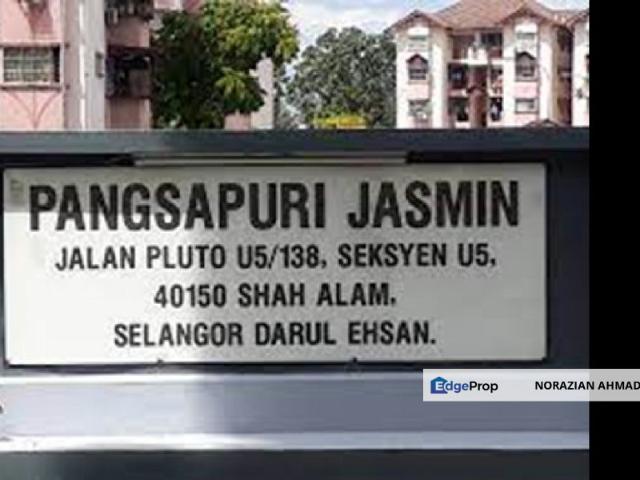 PANGSAPURI JASMIN
JALAN PLUTO U5/138, SEKSYEN U5,
40150 SHAH ALAM,
SELANGOR DARUL EHSAN.
EdgeProp NORAZIAN AHMAD